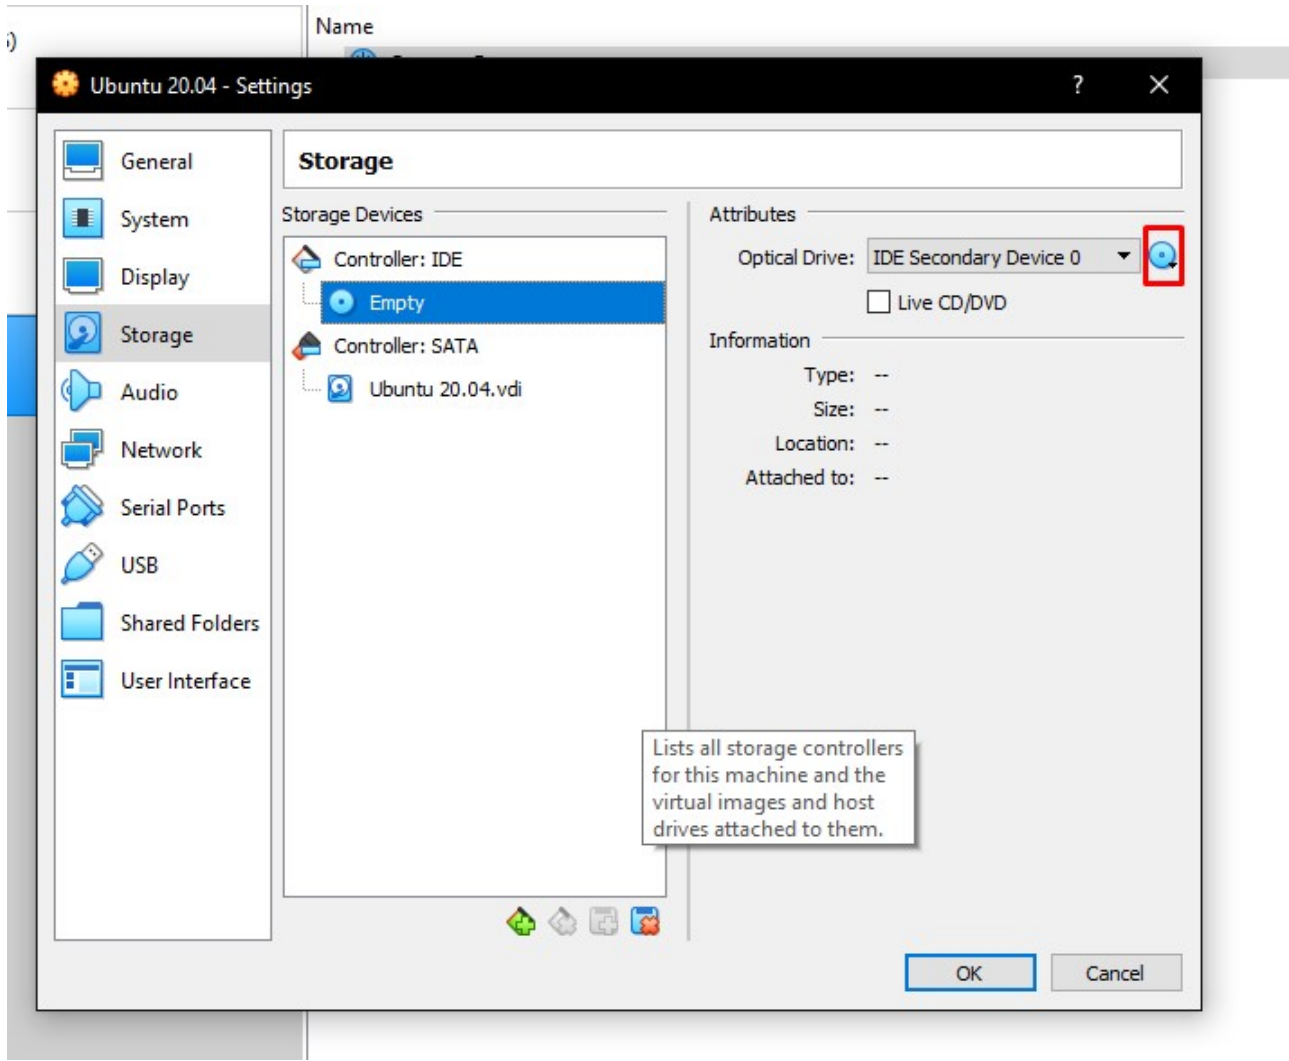 Name
Ubuntu 20.04 - Settings
?
General
System
Display
Storage
Audio
Network
Serial Ports
USB
Shared Folders
User Interface
Storage
Storage Devices
Controller: IDE
Empty
Controller: SATA
Ubuntu 20.04.vdi
Attributes
Optical Drive: IDE Secondary Device 0
Live CD/DVD
Information
Type: --
Size: --
Location: --
Attached to: --
Lists all storage controllers
for this machine and the
virtual images and host
drives attached to them.
OK
Cancel